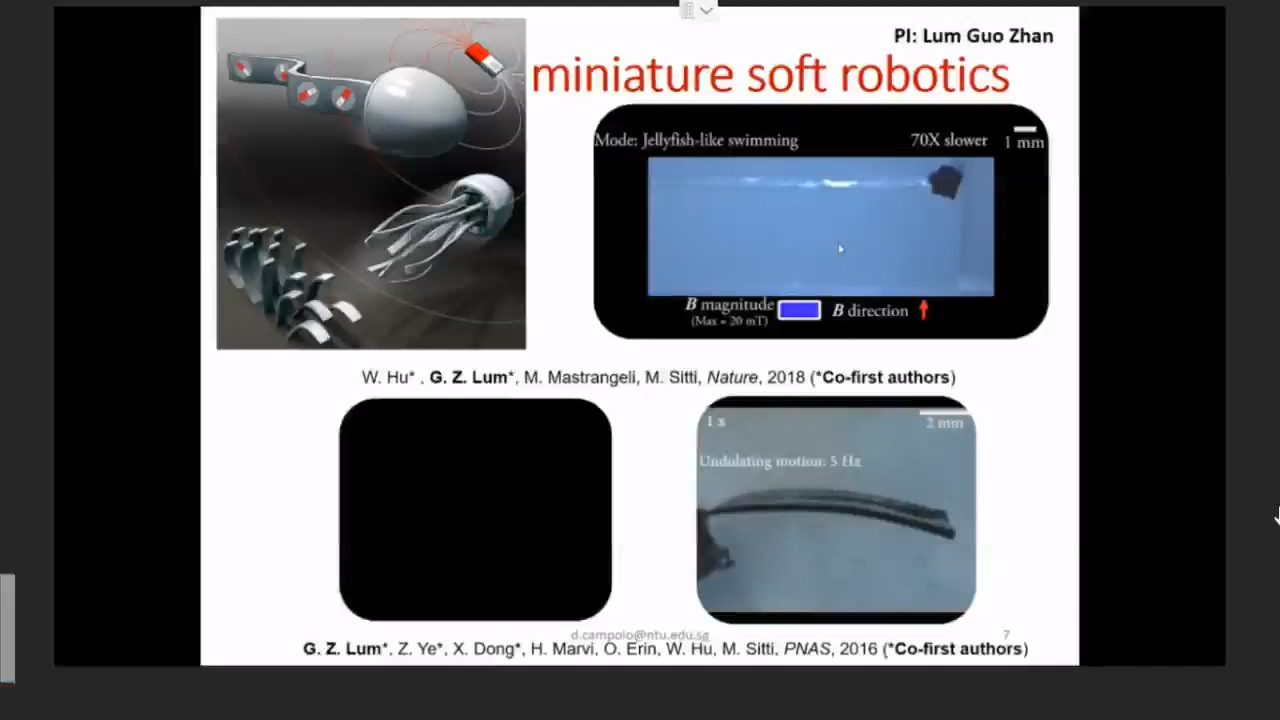 PI: Lum Guo Zhan
miniature soft robotics
Mode: Jellyfish-like swimming 70X slower 1 mm
B magnitude
(Max = 20 mT)
B direction
W. Hu* , G. Z. Lum*, M. Mastrangeli, M. Sitti, Nature, 2018 (*Co-first authors)
1 x 2 mm
Undulating motion: 5 Hz
d.campolo@ntu.edu.sg 7
G. Z. Lum*, Z. Ye*, X. Dong*, H. Marvi, O. Erin, W. Hu, M. Sitti, PNAS, 2016 (*Co-first authors)